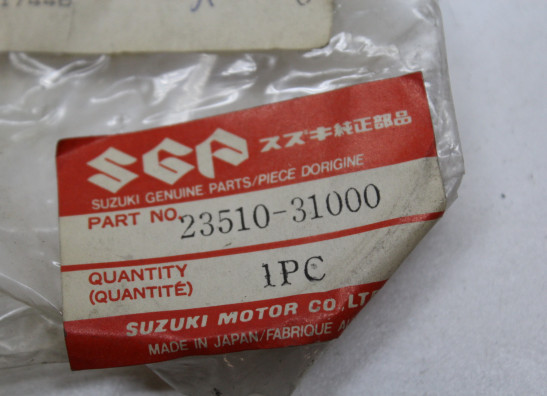 SGP スズキ純正部品
SUZUKI GENUINE PARTS/PIECE DORIGINE
PART NO. 23510-31000
QUANTITY 1PC
(QUANTITÉ)
SUZUKI MOTOR CO.,LT
MADE IN JAPAN/FABRIQUE A